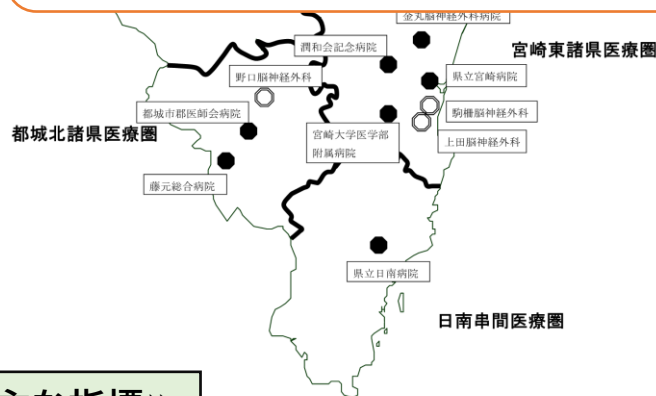 金丸脳神経外科病院
潤和会記念病院
宮崎東諸県医療圏
野口脳神経外科
県立宮崎病院
都城市郡医師会病院
駒柵脳神経外科
都城北諸県医療圏
宮崎大学医学部
附属病院
上田脳神経外科
藤元総合病院
県立日南病院
日南串間医療圏